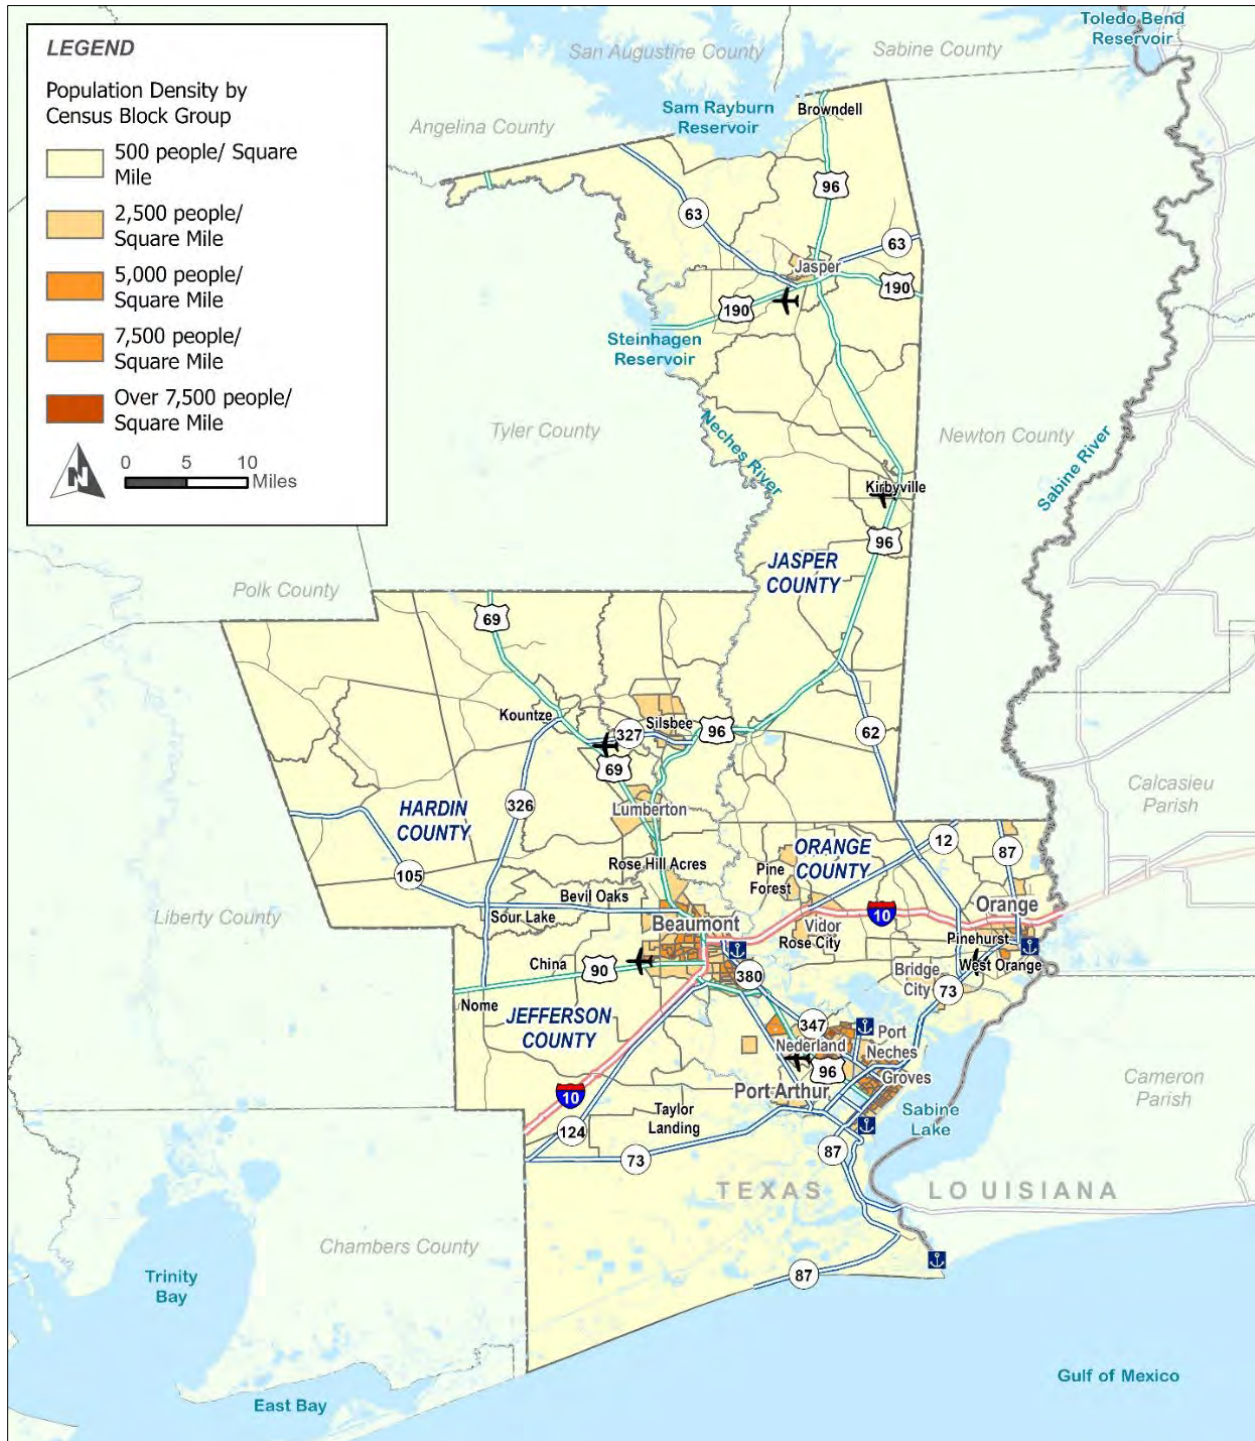 LEGEND
Population Density by
Census Block Group
500 people/ Square
Mile
2,500 people/
Square Mile
5,000 people/
Square Mile
7,500 people/
Square Mile
Over 7,500 people/
Square Mile
N
0 5 10
Miles
Toledo Bend
Reservoir
San Augustine County
Sabine County
Sam Rayburn
Reservoir
Browndell
Angelina County
96
63
63
Jasper
190
190
Steinhagen
Reservoir
Tyler County
Neches River
Newton County
Sabine River
Kirbyville
96
JASPER
COUNTY
Polk County
69
Kountze
327
Silsbee
96
62
69
Calcasieu
Parish
HARDIN
COUNTY
326
Lumberton
ORANGE
COUNTY
12
87
105
Rose Hill Acres
Pine
Forest
Bevil Oaks
Orange
Liberty County
Sour Lake
Beaumont
Vidor
10
Rose City
Pinehurst
China
90
West Orange
380
Bridge
City
73
Nome
JEFFERSON
COUNTY
347
Port
Neches
Nederland
96
Groves
10
Port Arthur
Cameron
Parish
Taylor
Landing
Sabine
Lake
124
73
87
TEXAS
LOUISIANA
Chambers County
Trinity
Bay
87
Gulf of Mexico
East Bay